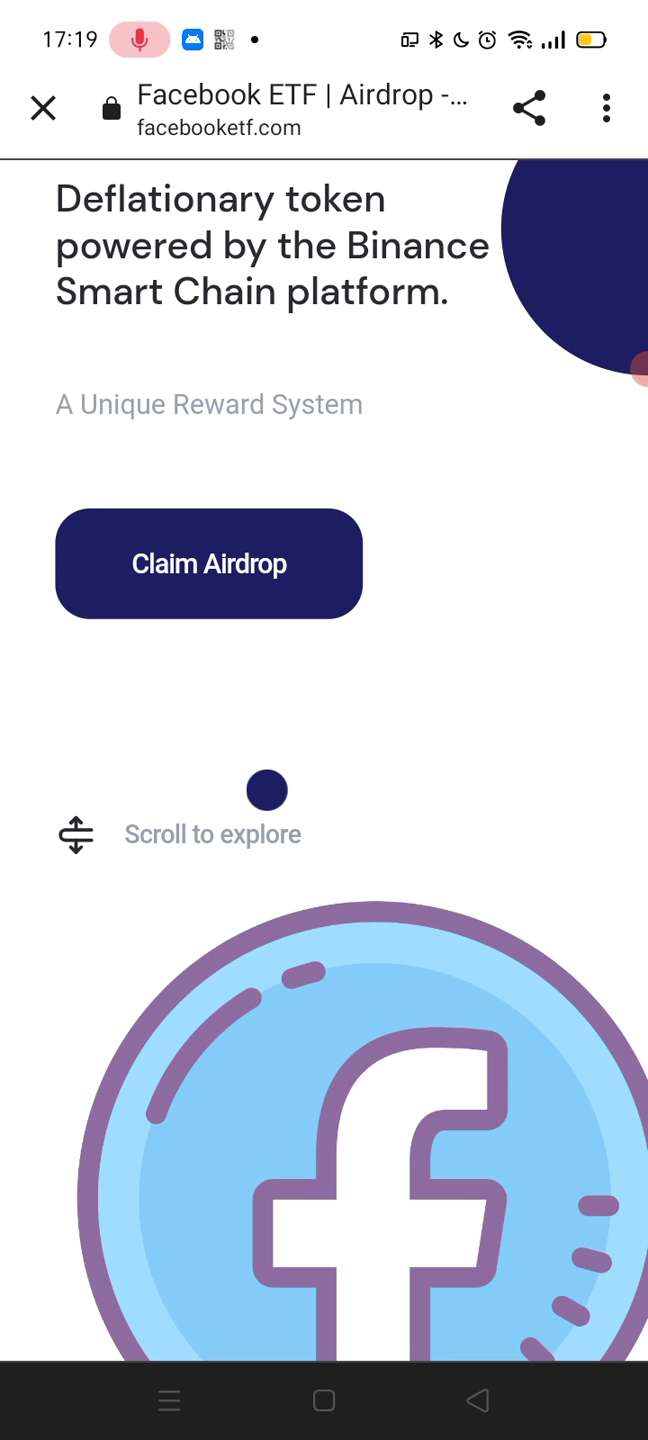 17:19
Facebook ETF | Airdrop -...
facebooketf.com
Deflationary token
powered by the Binance
Smart Chain platform.
A Unique Reward System
Claim Airdrop
Scroll to explore
f